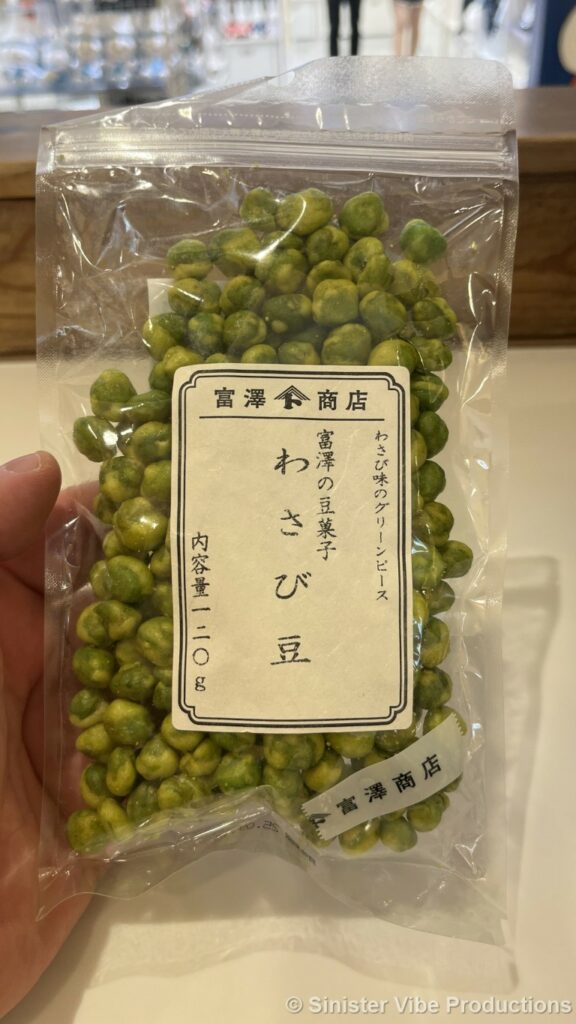 富澤商店
わさび味のグリーンピース
富澤の豆菓子
わさび豆
内容量一二〇g
富澤商店
© Sinister Vibe Productions